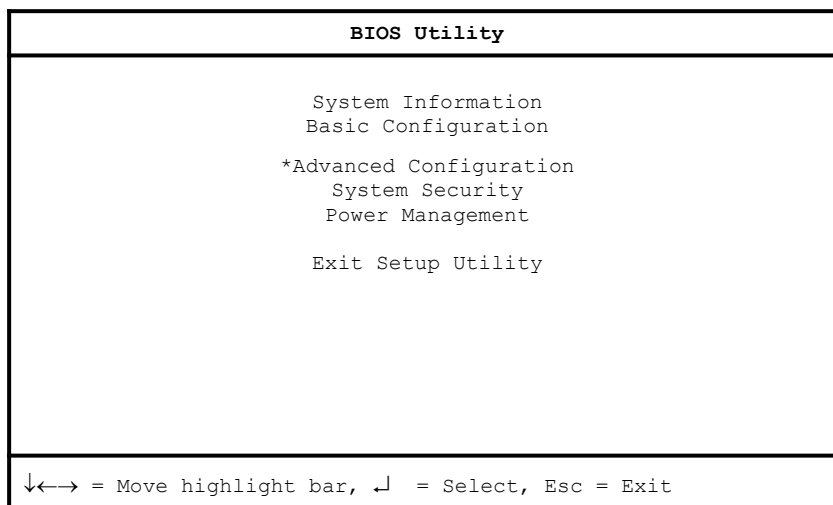 BIOS Utility
System Information
Basic Configuration
*Advanced Configuration
System Security
Power Management
Exit Setup Utility
↓←→ = Move highlight bar, ↵ = Select, Esc = Exit